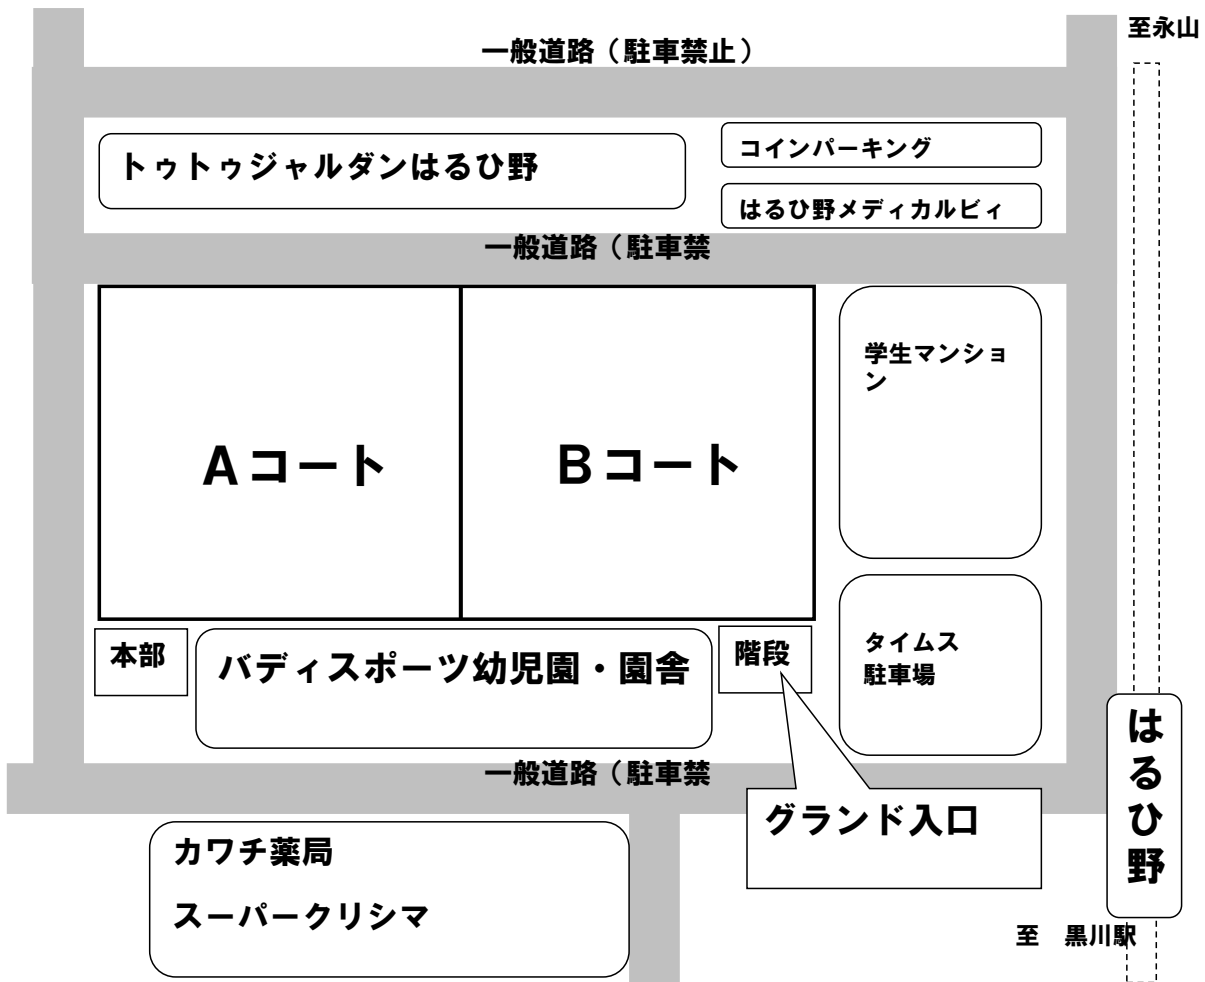 至永山
一般道路（駐車禁止）
コインパーキング
トゥトゥジャルダンはるひ野
はるひ野メディカルビィ
一般道路（駐車禁
学生マンショ
ン
Aコート
Bコート
タイムス
駐車場
本部
バディスポーツ幼児園・園舎
階段
はるひ野
一般道路（駐車禁
グランド入口
カワチ薬局
スーパークリシマ
至　黒川駅